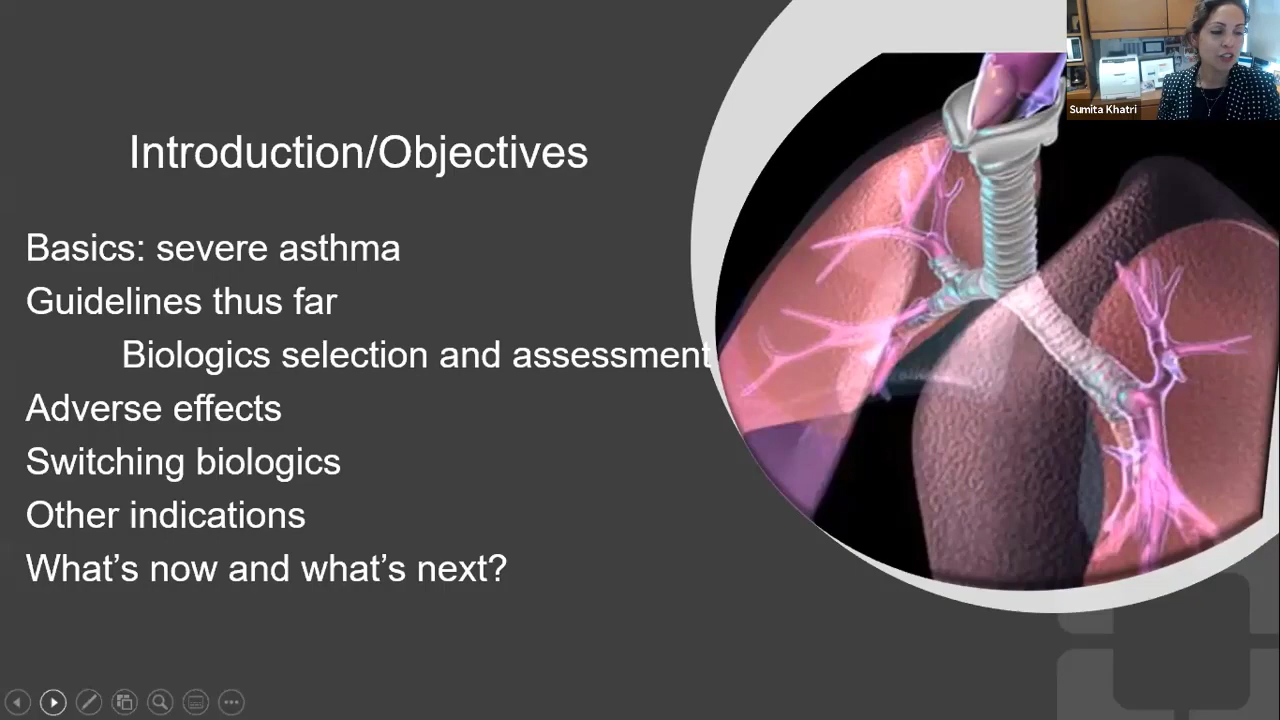 Introduction/Objectives
Basics: severe asthma
Guidelines thus far
Biologics selection and assessment
Adverse effects
Switching biologics
Other indications
What’s now and what’s next?
Sumita Khatri